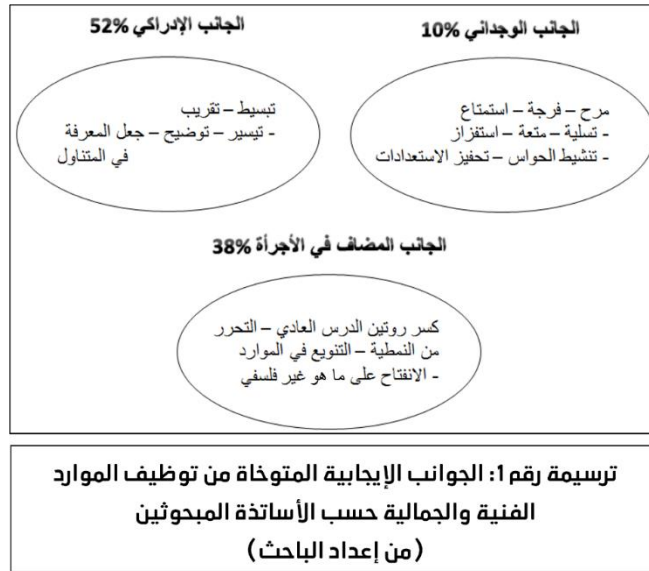 الجانب الوجداني 10%
مرح – فرجة – استمتاع
- تسلية – متعة – استفزاز
- تنشيط الحواس – تحفيز الاستعدادات
الجانب الإدراكي 52%
تبسيط – تقريب
- تيسير – توضيح – جعل المعرفة
في المتناول
الجانب المضاف في الأجرأة 38%
كسر روتين الدرس العادي – التحرر
من النمطية – التنويع في الموارد
- الانفتاح على ما هو غير فلسفي
ترسيمة رقم 1: الجوانب الإيجابية المتوخاة من توظيف الموارد
الفنية والجمالية حسب الأساتذة المبحوثين
(من إعداد الباحث)